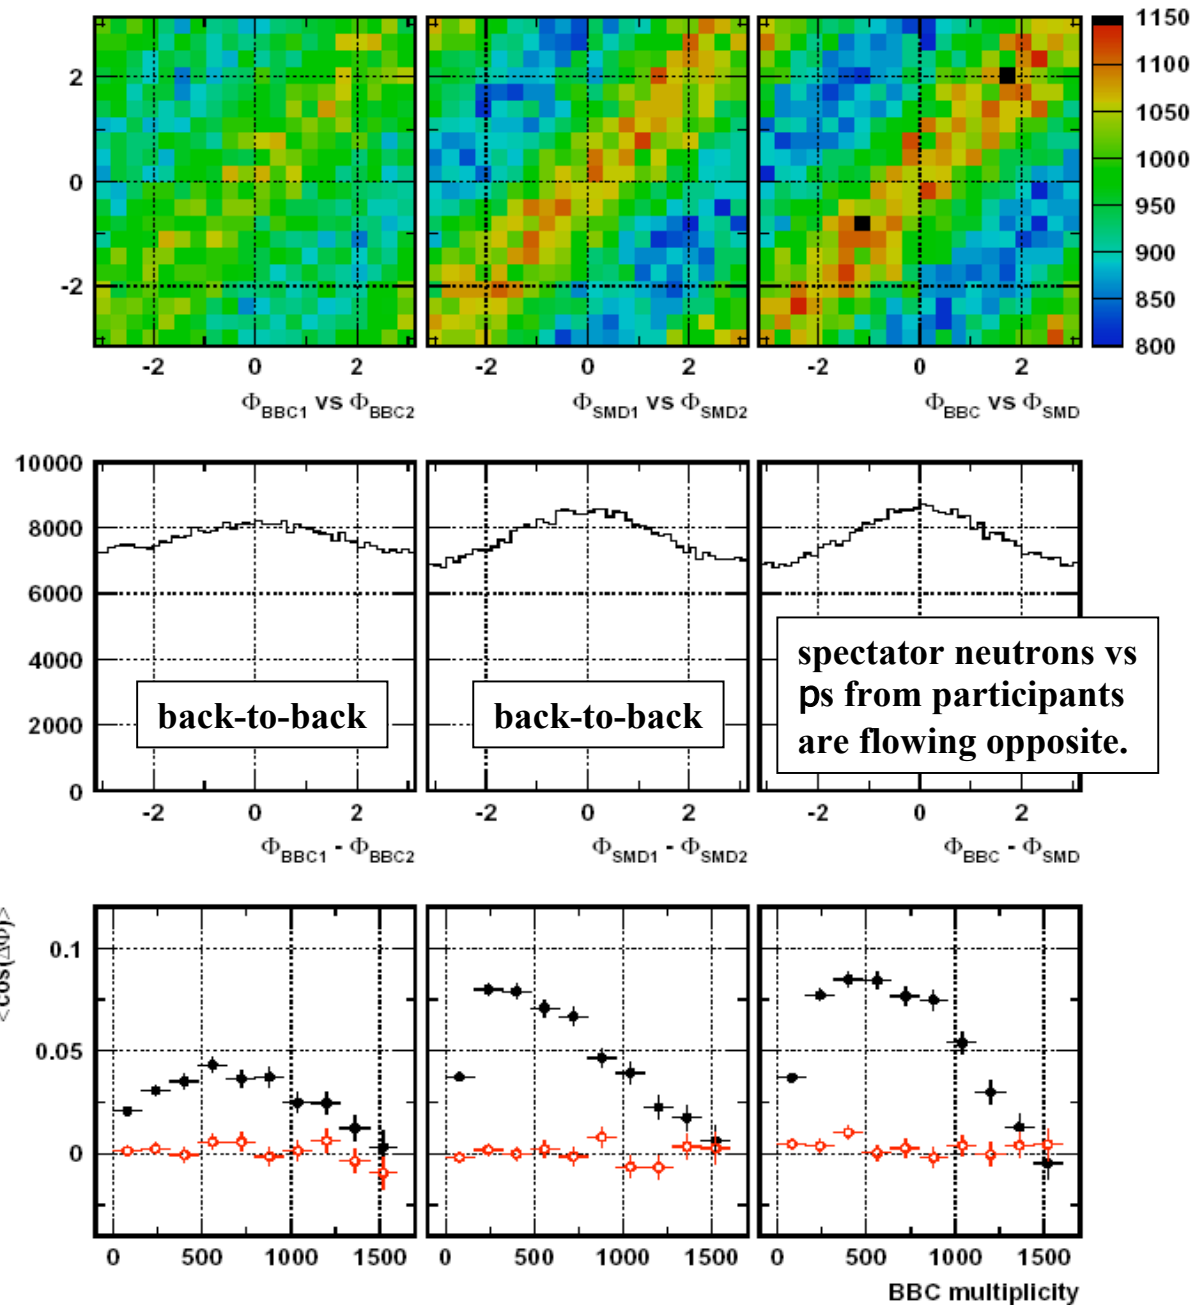 1150
1100
1050
1000
950
900
850
800
2
0
-2
-2 0 2
-2 0 2
-2 0 2
Φ_BBC1 vs Φ_BBC2
Φ_SMD1 vs Φ_SMD2
Φ_BBC vs Φ_SMD
10000
8000
6000
4000
2000
0
back-to-back
back-to-back
spectator neutrons vs
ps from participants
are flowing opposite.
-2 0 2
-2 0 2
-2 0 2
Φ_BBC1 - Φ_BBC2
Φ_SMD1 - Φ_SMD2
Φ_BBC - Φ_SMD
<cos(ΔΦ)>
0.1
0.05
0
0 500 1000 1500
0 500 1000 1500
0 500 1000 1500
BBC multiplicity